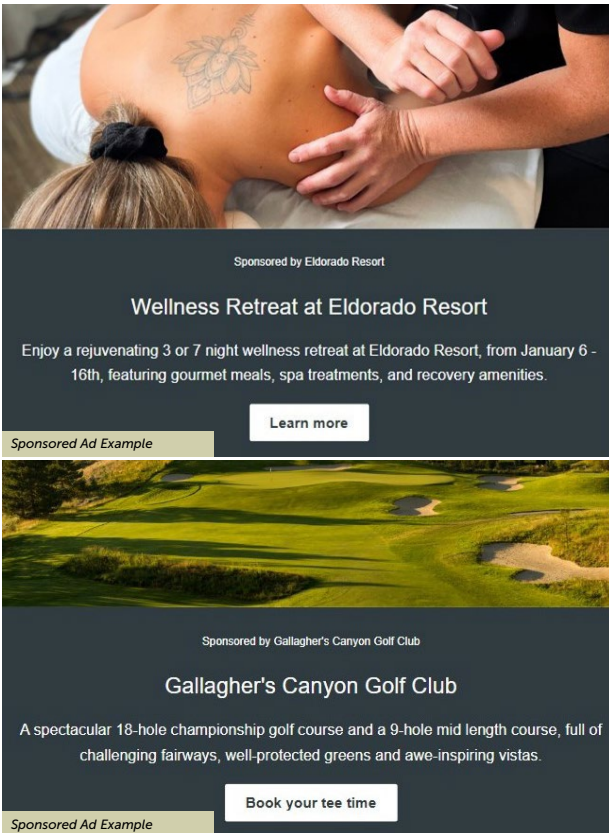 Sponsored by Eldorado Resort
Wellness Retreat at Eldorado Resort
Enjoy a rejuvenating 3 or 7 night wellness retreat at Eldorado Resort, from January 6 -
16th, featuring gourmet meals, spa treatments, and recovery amenities.
Learn more
Sponsored Ad Example
Sponsored by Gallagher's Canyon Golf Club
Gallagher's Canyon Golf Club
A spectacular 18-hole championship golf course and a 9-hole mid length course, full of
challenging fairways, well-protected greens and awe-inspiring vistas.
Book your tee time
Sponsored Ad Example